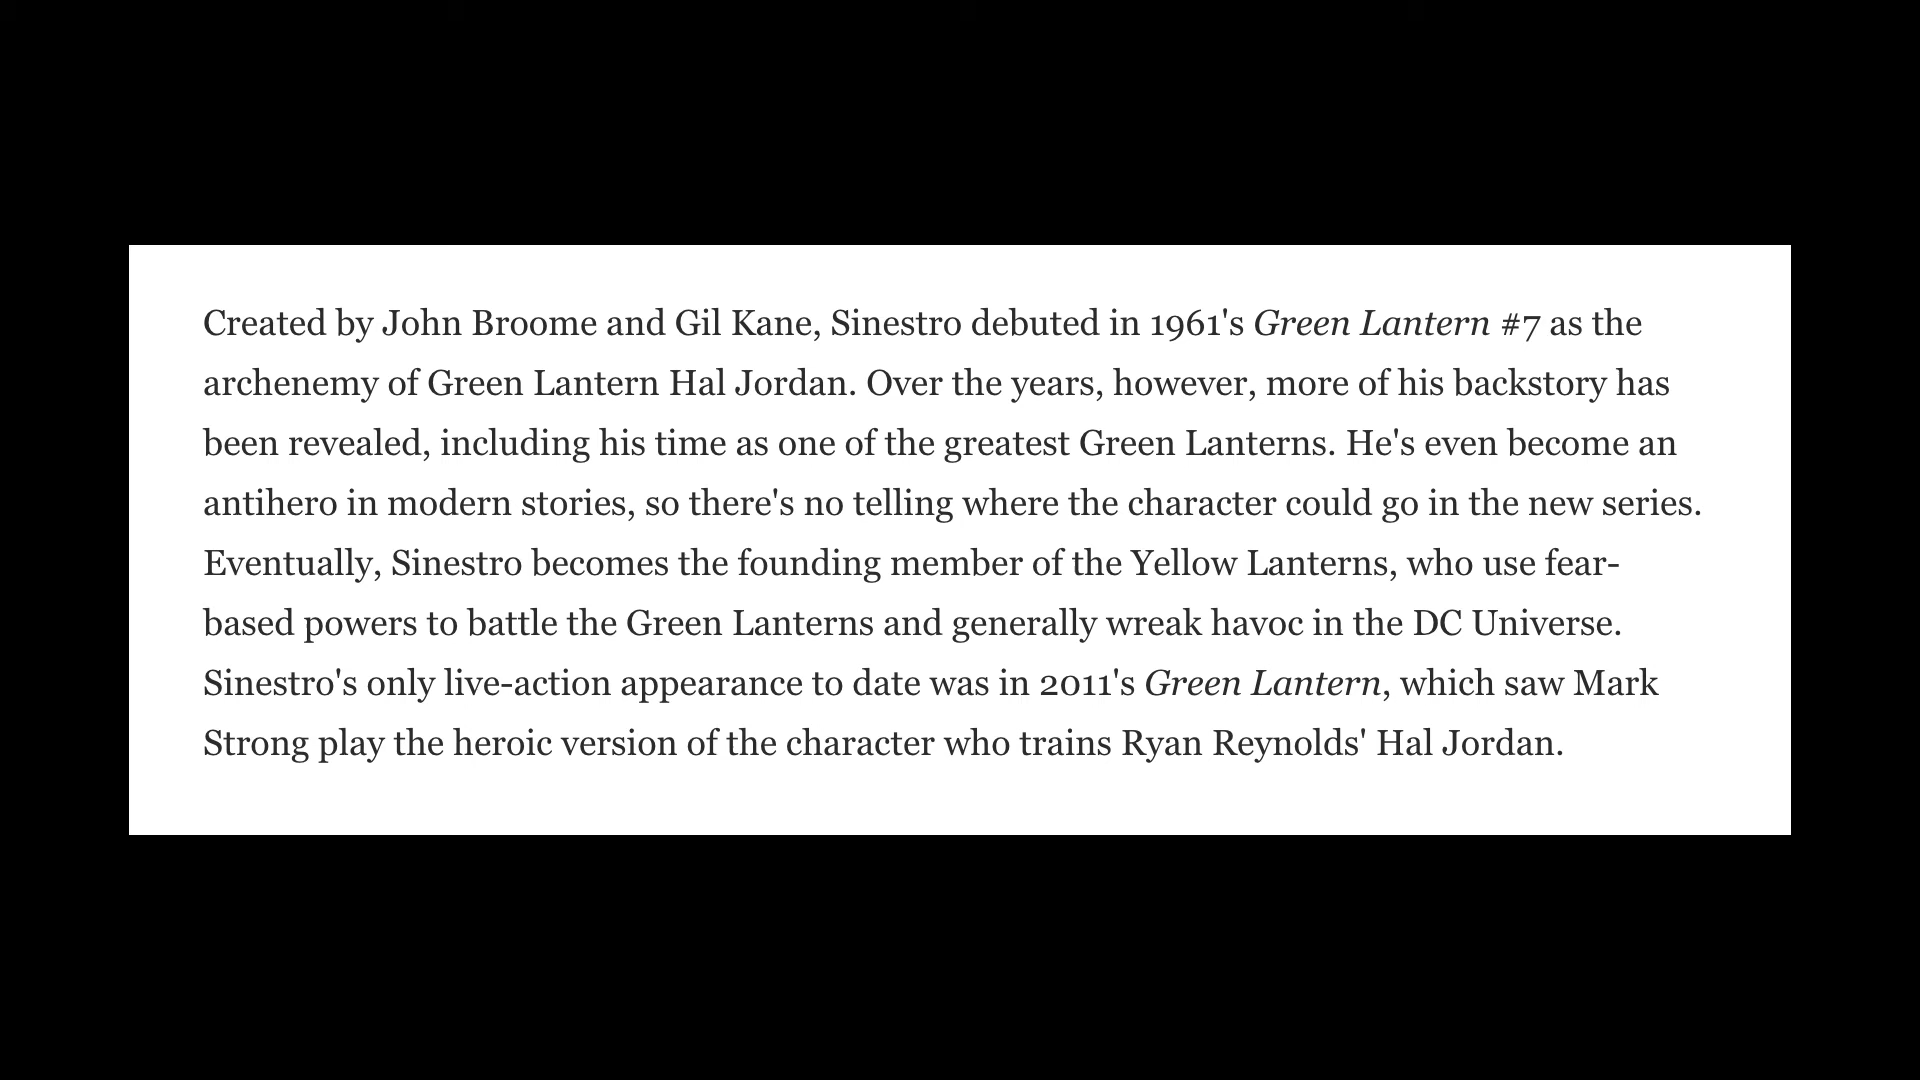 Created by John Broome and Gil Kane, Sinestro debuted in 1961's Green Lantern #7 as the
archenemy of Green Lantern Hal Jordan. Over the years, however, more of his backstory has
been revealed, including his time as one of the greatest Green Lanterns. He's even become an
antihero in modern stories, so there's no telling where the character could go in the new series.
Eventually, Sinestro becomes the founding member of the Yellow Lanterns, who use fear-
based powers to battle the Green Lanterns and generally wreak havoc in the DC Universe.
Sinestro's only live-action appearance to date was in 2011's Green Lantern, which saw Mark
Strong play the heroic version of the character who trains Ryan Reynolds' Hal Jordan.